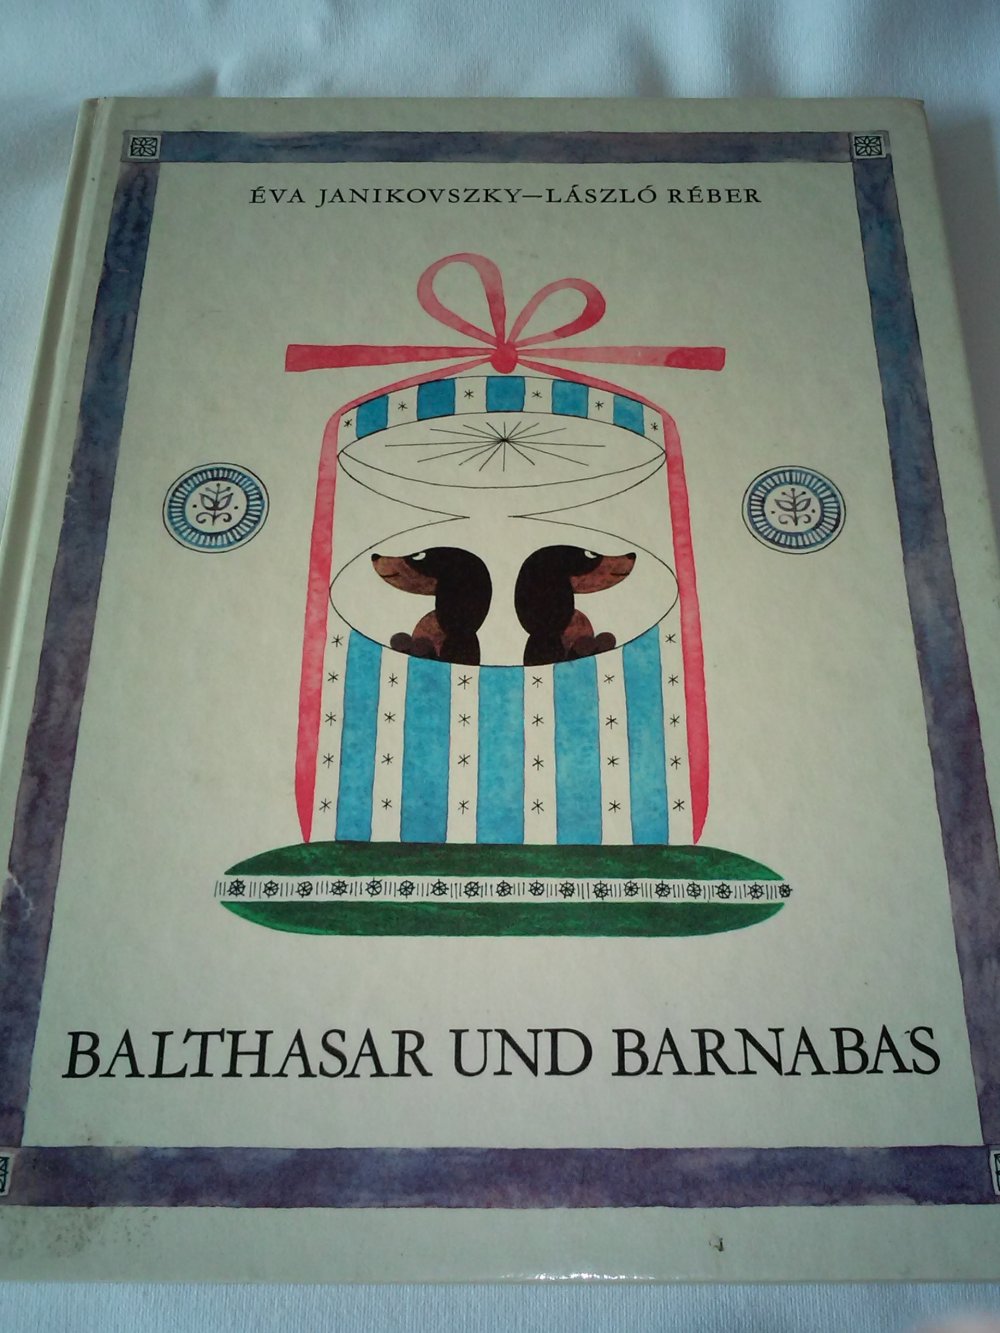 ÉVA JANIKOVSZKY—LÁSZLÓ RÉBER
BALTHASAR UND BARNABAS